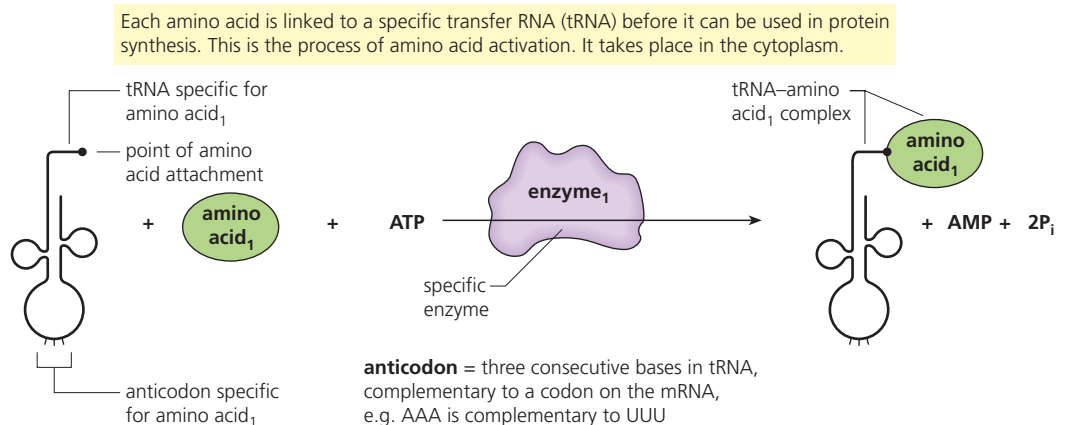 Each amino acid is linked to a specific transfer RNA (tRNA) before it can be used in protein
synthesis. This is the process of amino acid activation. It takes place in the cytoplasm.
tRNA specific for
amino acid₁
point of amino
acid attachment
+
amino
acid₁
+
ATP
enzyme₁
specific
enzyme
tRNA–amino
acid₁ complex
amino
acid₁
+ AMP + 2Pᵢ
anticodon specific
for amino acid₁
anticodon = three consecutive bases in tRNA,
complementary to a codon on the mRNA,
e.g. AAA is complementary to UUU